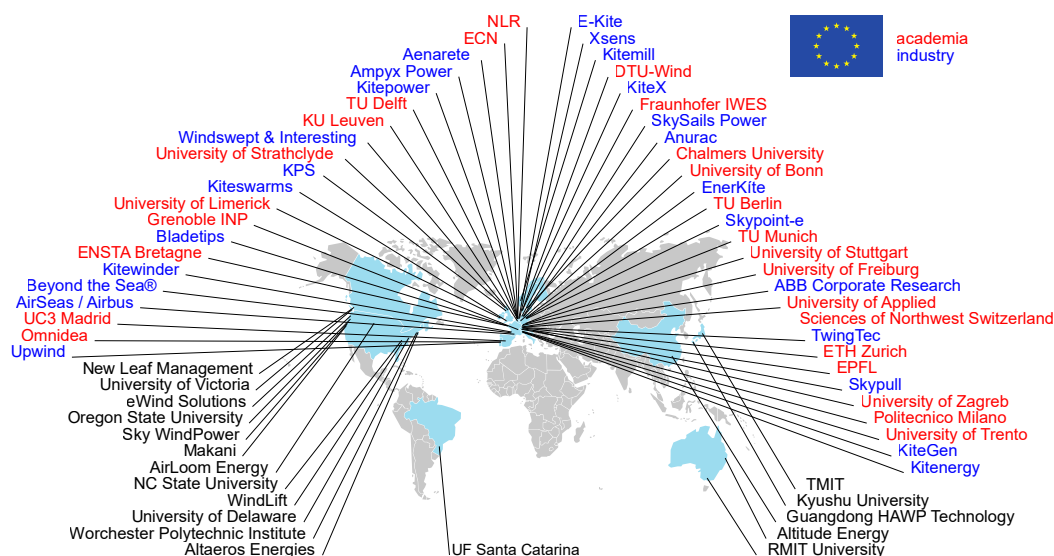 NLR
ECN
Aenarete
Ampyx Power
Kitepower
TU Delft
KU Leuven
Windswept & Interesting
University of Strathclyde
KPS
Kiteswarms
University of Limerick
Grenoble INP
Bladetips
ENSTA Bretagne
Kitewinder
Beyond the Sea®
AirSeas / Airbus
UC3 Madrid
Omnidea
Upwind
New Leaf Management
University of Victoria
eWind Solutions
Oregon State University
Sky WindPower
Makani
AirLoom Energy
NC State University
WindLift
University of Delaware
Worchester Polytechnic Institute
Altaeros Energies
UF Santa Catarina
E-Kite
Xsens
Kitemill
DTU-Wind
KiteX
Fraunhofer IWES
SkySails Power
Anurac
Chalmers University
University of Bonn
EnerKíte
TU Berlin
Skypoint-e
TU Munich
University of Stuttgart
University of Freiburg
ABB Corporate Research
University of Applied
Sciences of Northwest Switzerland
TwingTec
ETH Zurich
EPFL
Skypull
University of Zagreb
Politecnico Milano
University of Trento
KiteGen
Kitenergy
TMIT
Kyushu University
Guangdong HAWP Technology
Altitude Energy
RMIT University
academia
industry